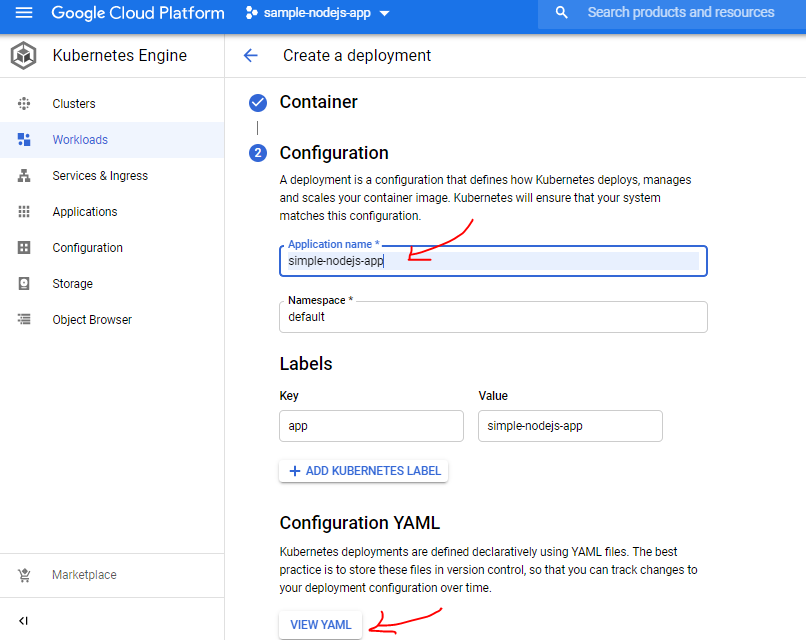 Google Cloud Platform
sample-nodejs-app
Search products and resources
Kubernetes Engine
Create a deployment
Clusters
Workloads
Services & Ingress
Applications
Configuration
Storage
Object Browser
Marketplace
Container
2
Configuration
A deployment is a configuration that defines how Kubernetes deploys, manages
and scales your container image. Kubernetes will ensure that your system
matches this configuration.
Application name *
simple-nodejs-app
Namespace *
default
Labels
Key
Value
app
simple-nodejs-app
ADD KUBERNETES LABEL
Configuration YAML
Kubernetes deployments are defined declaratively using YAML files. The best
practice is to store these files in version control, so that you can track changes to
your deployment configuration over time.
VIEW YAML